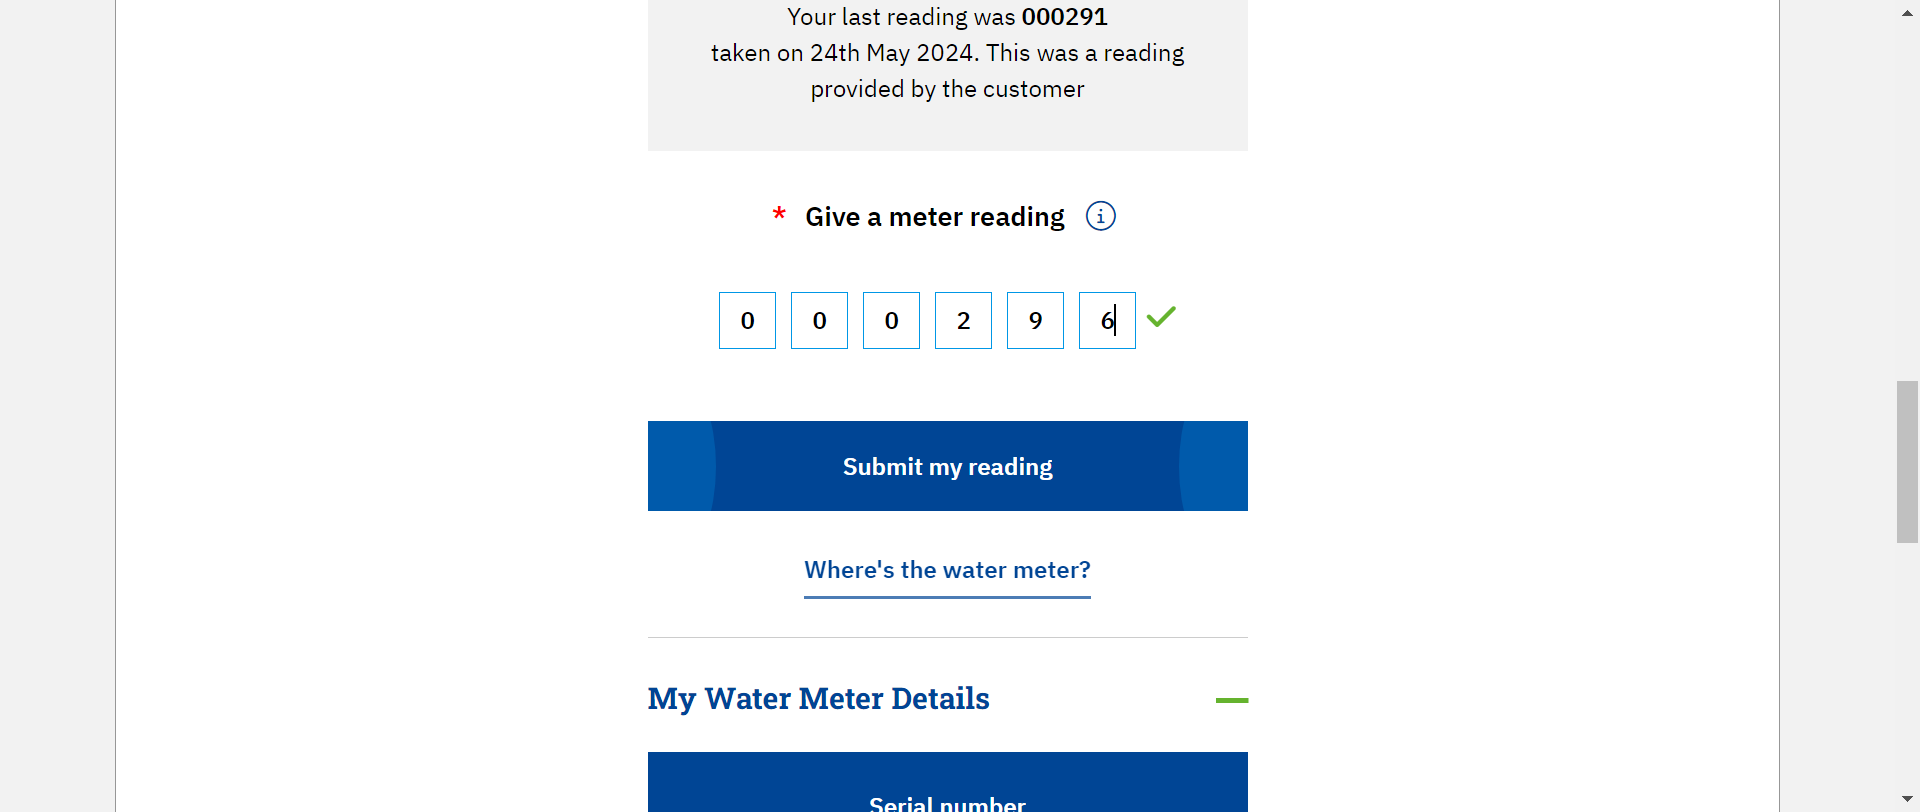 Your last reading was 000291
taken on 24th May 2024. This was a reading
provided by the customer
* Give a meter reading i
0 0 0 2 9 6
Submit my reading
Where's the water meter?
My Water Meter Details
Serial number